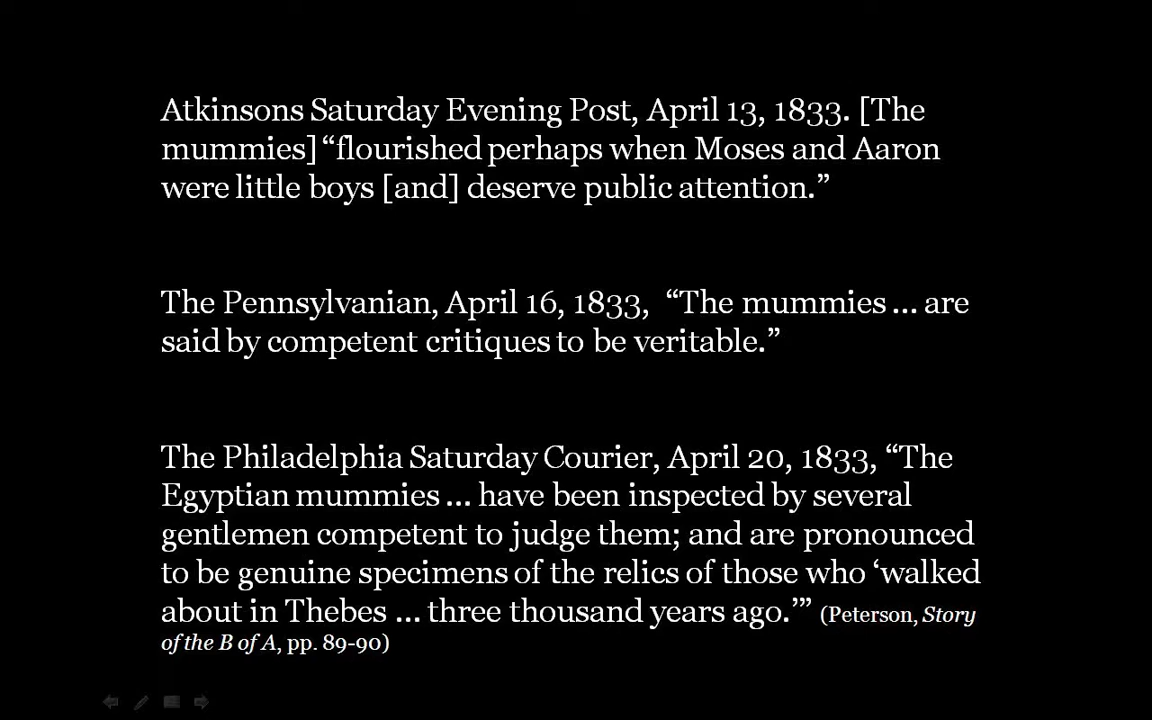 Atkinsons Saturday Evening Post, April 13, 1833. [The
mummies] “flourished perhaps when Moses and Aaron
were little boys [and] deserve public attention.”
The Pennsylvanian, April 16, 1833, “The mummies ... are
said by competent critiques to be veritable.”
The Philadelphia Saturday Courier, April 20, 1833, “The
Egyptian mummies ... have been inspected by several
gentlemen competent to judge them; and are pronounced
to be genuine specimens of the relics of those who ‘walked
about in Thebes ... three thousand years ago.’” (Peterson, Story
of the B of A, pp. 89-90)